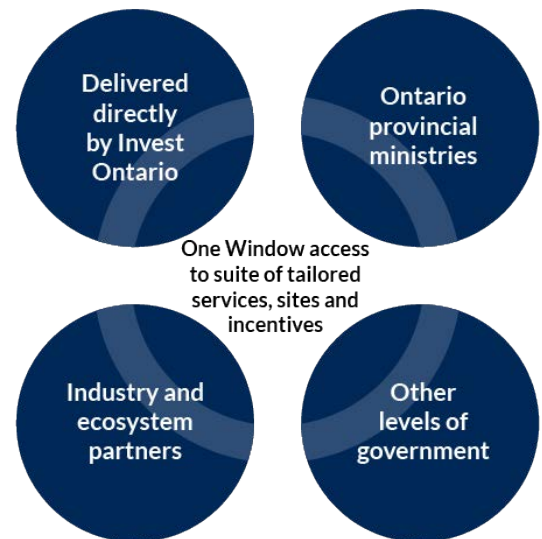 Delivered
directly
by Invest
Ontario
Ontario
provincial
ministries
One Window access
to suite of tailored
services, sites and
incentives
Industry and
ecosystem
partners
Other
levels of
government